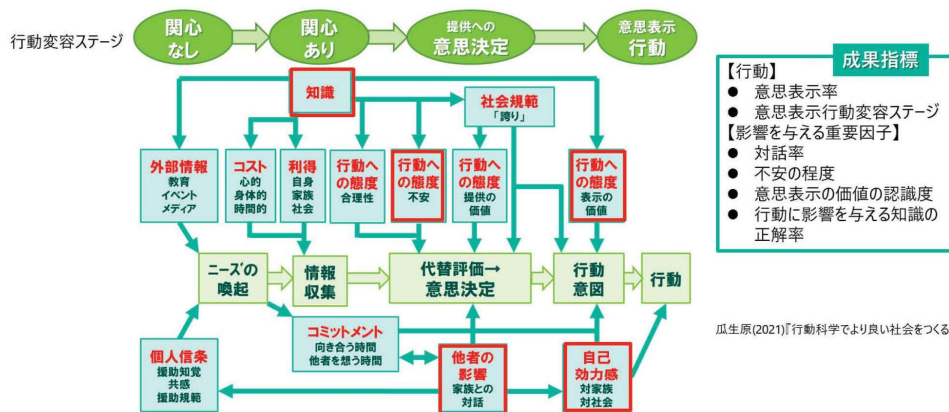 行動変容ステージ
関心
なし
関心
あり
提供への
意思決定
意思表示
行動
知識
社会規範
「誇り」
外部情報
教育
イベント
メディア
コスト
心的
身体的
時間的
利得
自身
家族
社会
行動へ
の態度
合理性
行動へ
の態度
不安
行動へ
の態度
提供の
価値
行動へ
の態度
表示の
価値
ニーズの
喚起
情報
収集
代替評価→
意思決定
行動
意図
行動
コミットメント
向き合う時間
他者を想う時間
個人信条
援助知覚
共感
援助規範
他者の
影響
家族との
対話
自己
効力感
対家族
対社会
成果指標
【行動】
● 意思表示率
● 意思表示行動変容ステージ
【影響を与える重要因子】
● 対話率
● 不安の程度
● 意思表示の価値の認識度
● 行動に影響を与える知識の
正解率
瓜生原(2021)『行動科学でより良い社会をつくる